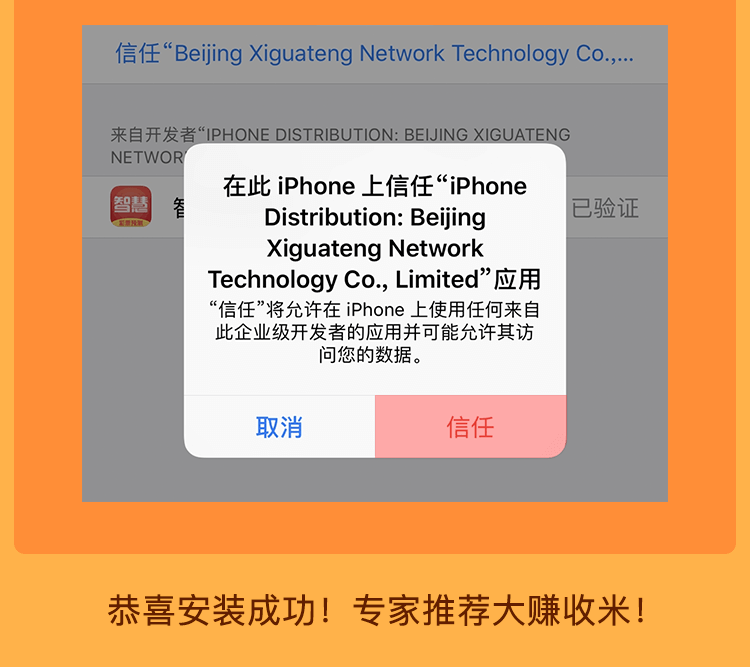 信任“Beijing Xiguateng Network Technology Co.,...
来自开发者“IPHONE DISTRIBUTION: BEIJING XIGUATENG
NETWOR
智慧
已验证
在此 iPhone 上信任“iPhone
Distribution: Beijing
Xiguateng Network
Technology Co., Limited”应用
“信任”将允许在 iPhone 上使用任何来自
此企业级开发者的应用并可能允许其访
问您的数据。
取消
信任
恭喜安装成功！专家推荐大赚收米！